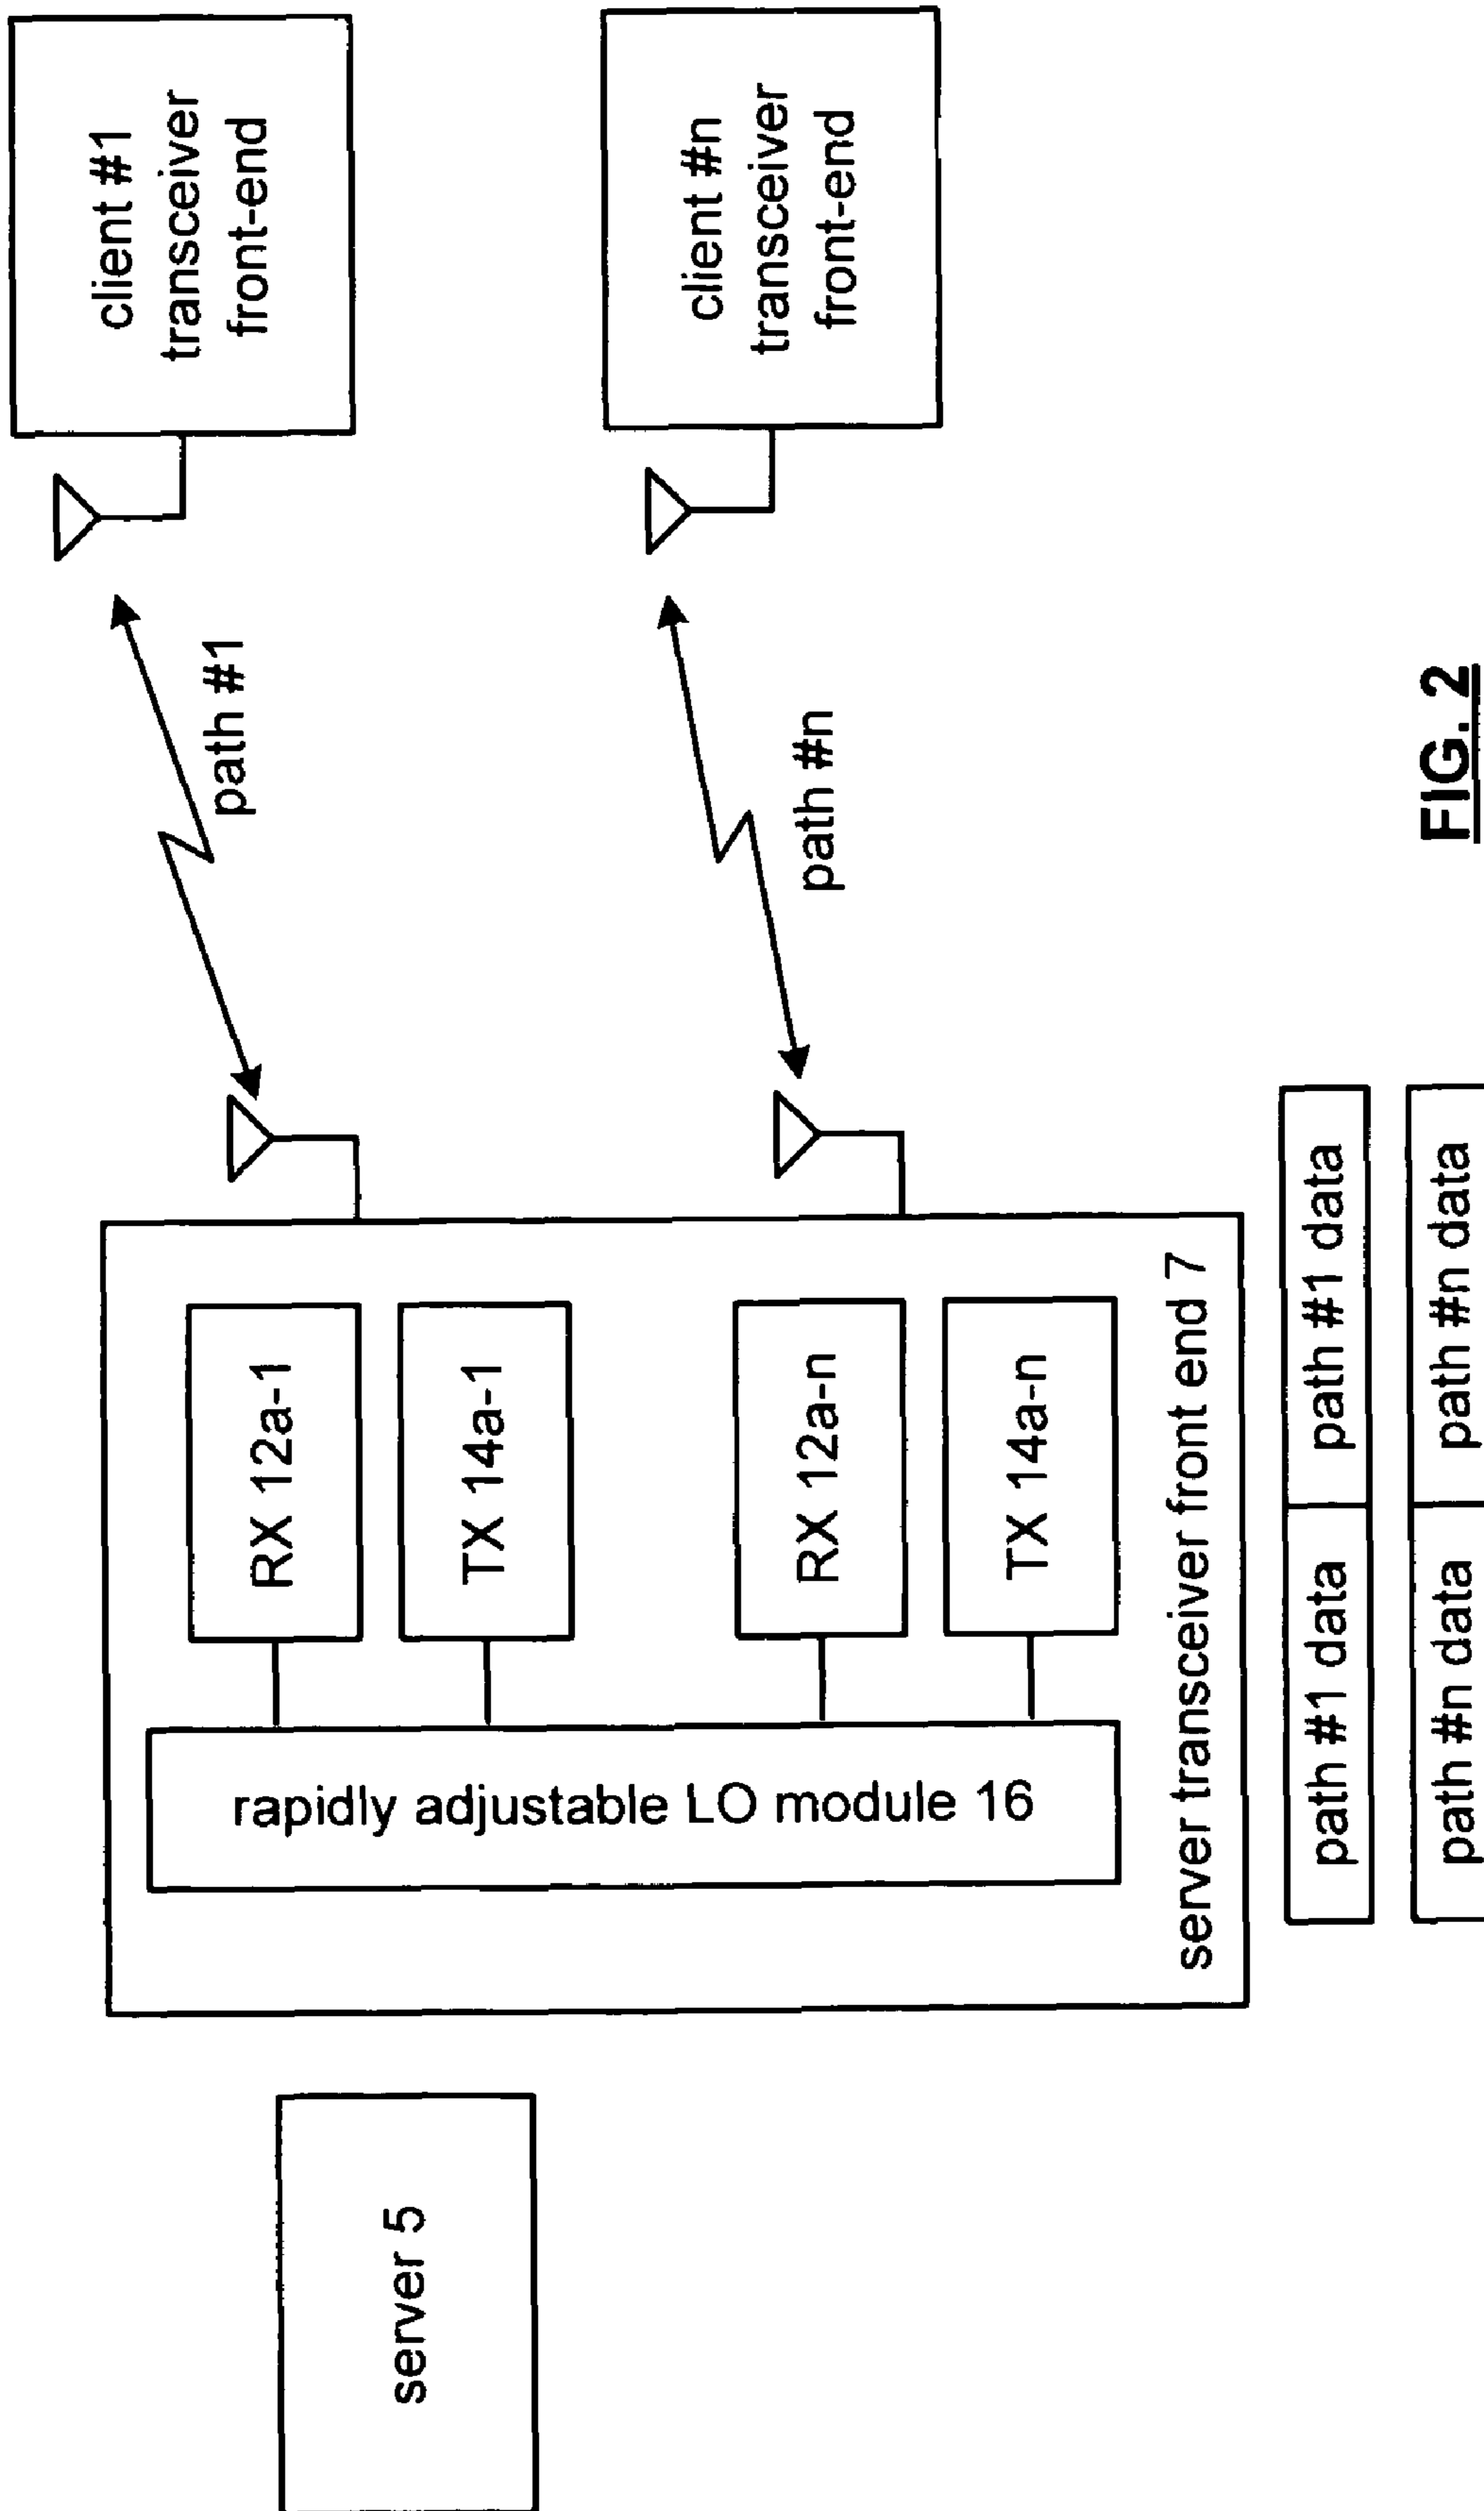 server 5
rapidly adjustable LO module 16
RX 12a-1
TX 14a-1
RX 12a-n
TX 14a-n
server transceiver front end 7
path #1
path #n
client #1
transceiver
front-end
client #n
transceiver
front-end
path #1 data
path #1 data
path #n data
path #n data
FIG. 2